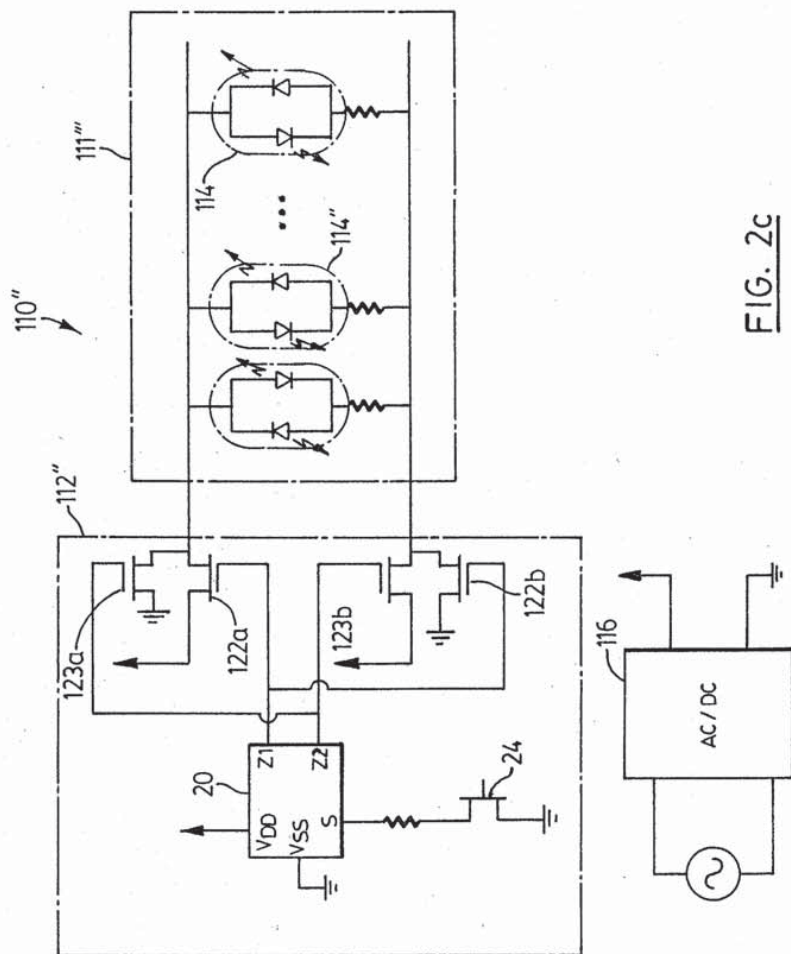 110"
111""
114
114"
112"
123a
122a
123b
122b
20
VDD
VSS
S
Z1
Z2
24
116
AC/DC
FIG. 2c